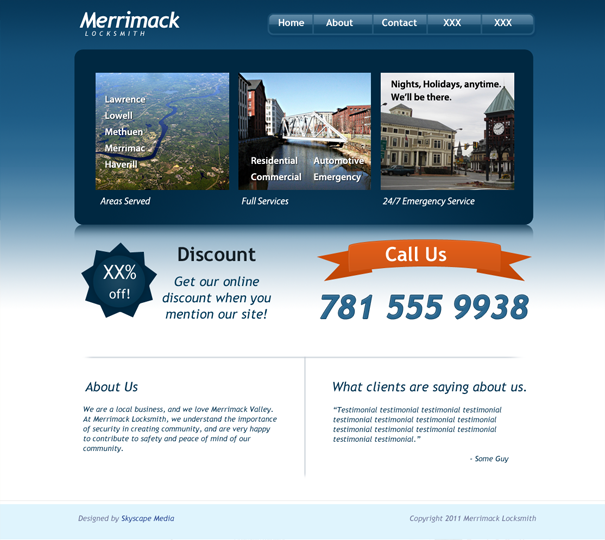 Merrimack
LOCKSMITH
Home About Contact XXX XXX
Lawrence
Lowell
Methuen
Merrimac
Haverill
Residential Automotive
Commercial Emergency
Nights, Holidays, anytime.
We'll be there.
Areas Served
Full Services
24/7 Emergency Service
XX%
off!
Discount
Get our online
discount when you
mention our site!
Call Us
781 555 9938
About Us
We are a local business, and we love Merrimack Valley.
At Merrimack Locksmith, we understand the importance
of security in creating community, and are very happy
to contribute to safety and peace of mind of our
community.
What clients are saying about us.
"Testimonial testimonial testimonial testimonial
testimonial testimonial testimonial testimonial
testimonial testimonial testimonial testimonial
testimonial testimonial."
- Some Guy
Designed by Skyscape Media
Copyright 2011 Merrimack Locksmith